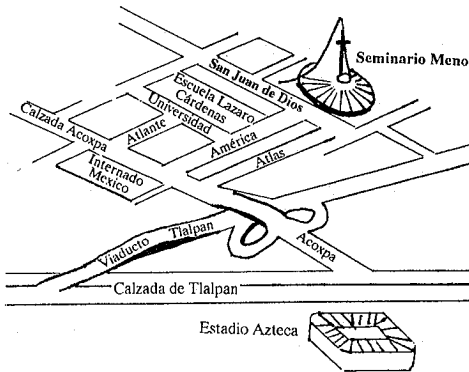 Seminario Meno
San Juan de Dios
Escuela Lazaro
Cárdenas
Universidad
Atlante
Calzada Acoxpa
América
Atlas
Internado
Mexico
Viaducto Tlalpan
Acoxpa
Calzada de Tlalpan
Estadio Azteca